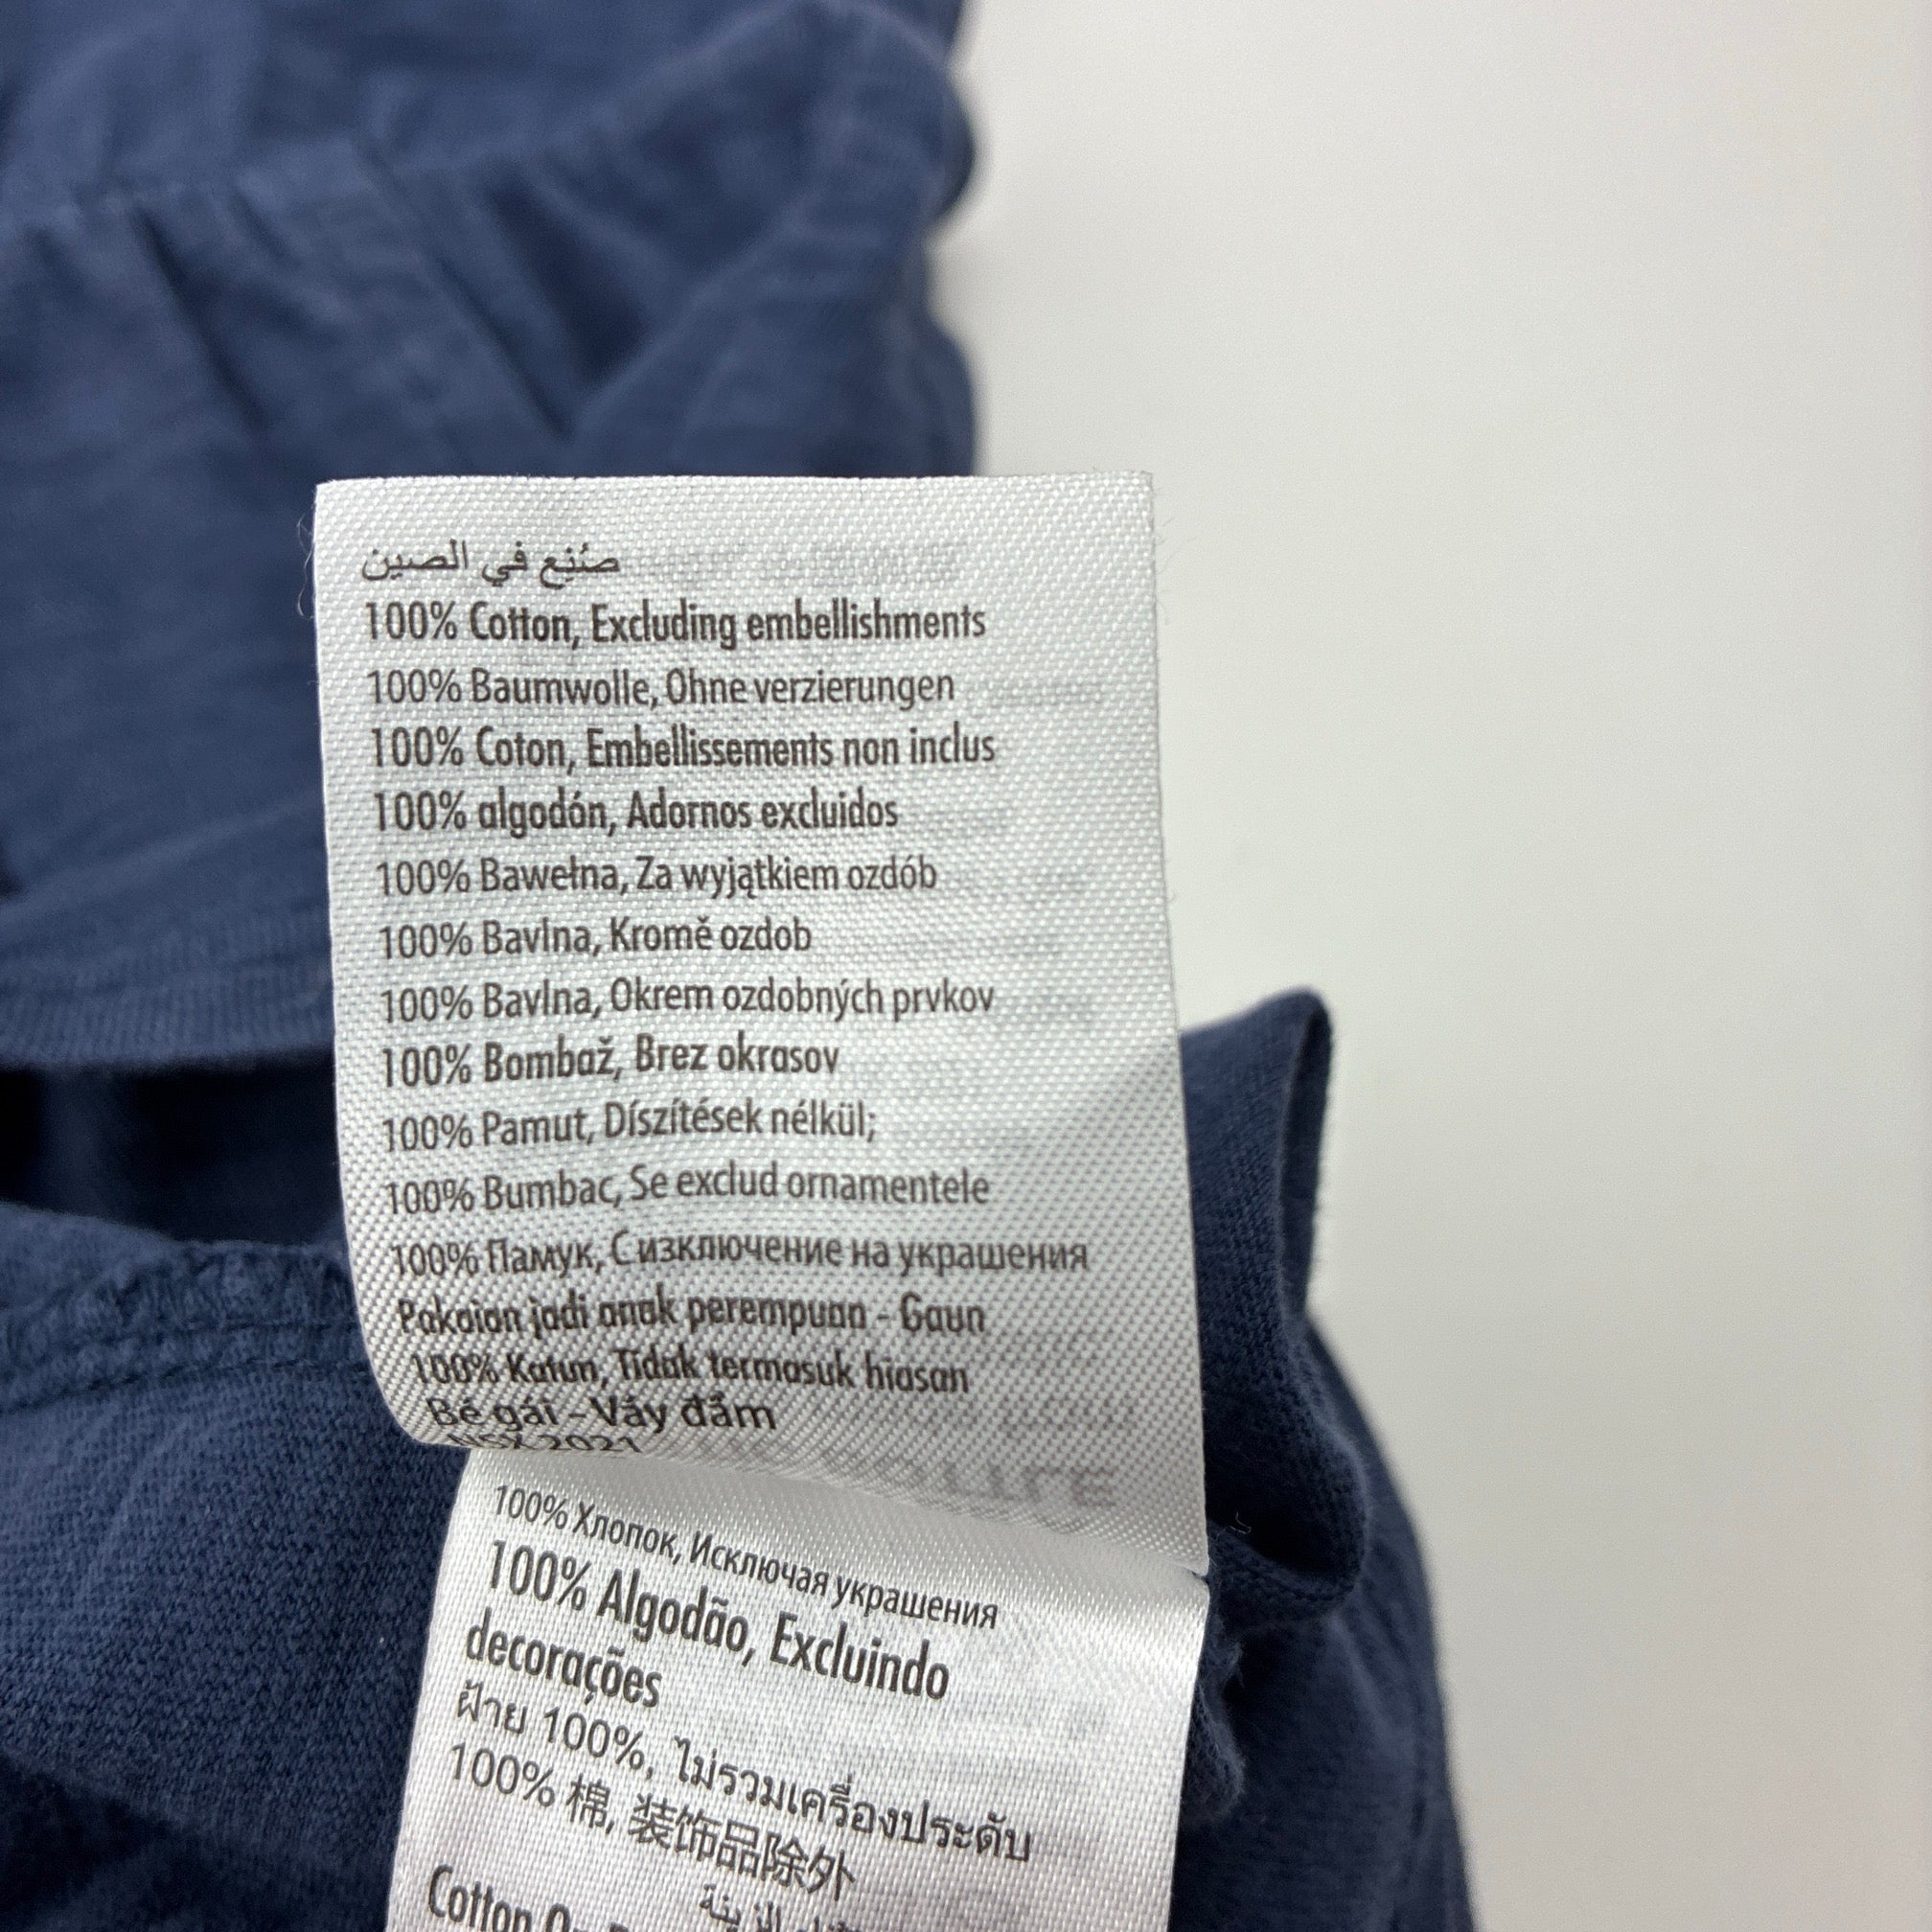 صُنِع في الصين
100% Cotton, Excluding embellishments
100% Baumwolle, Ohne verzierungen
100% Coton, Embellissements non inclus
100% algodón, Adornos excluidos
100% Bawełna, Za wyjątkiem ozdób
100% Bavlna, Kromě ozdob
100% Bavlna, Okrem ozdobných prvkov
100% Bombaž, Brez okrasov
100% Pamut, Díszítések nélkül;
100% Bumbac, Se exclud ornamentele
100% Памук, С изключение на украшения
Pakaian jadi anak perempuan - Gaun
100% Katun, Tidak termasuk hiasan
Bé gái – Váy đầm
NSX 2021
100% Хлопок, Исключая украшения
100% Algodão, Excluindo
decorações
ฝ้าย 100%, ไม่รวมเครื่องประดับ
100% 棉, 装饰品除外
الزينة
Cotton On